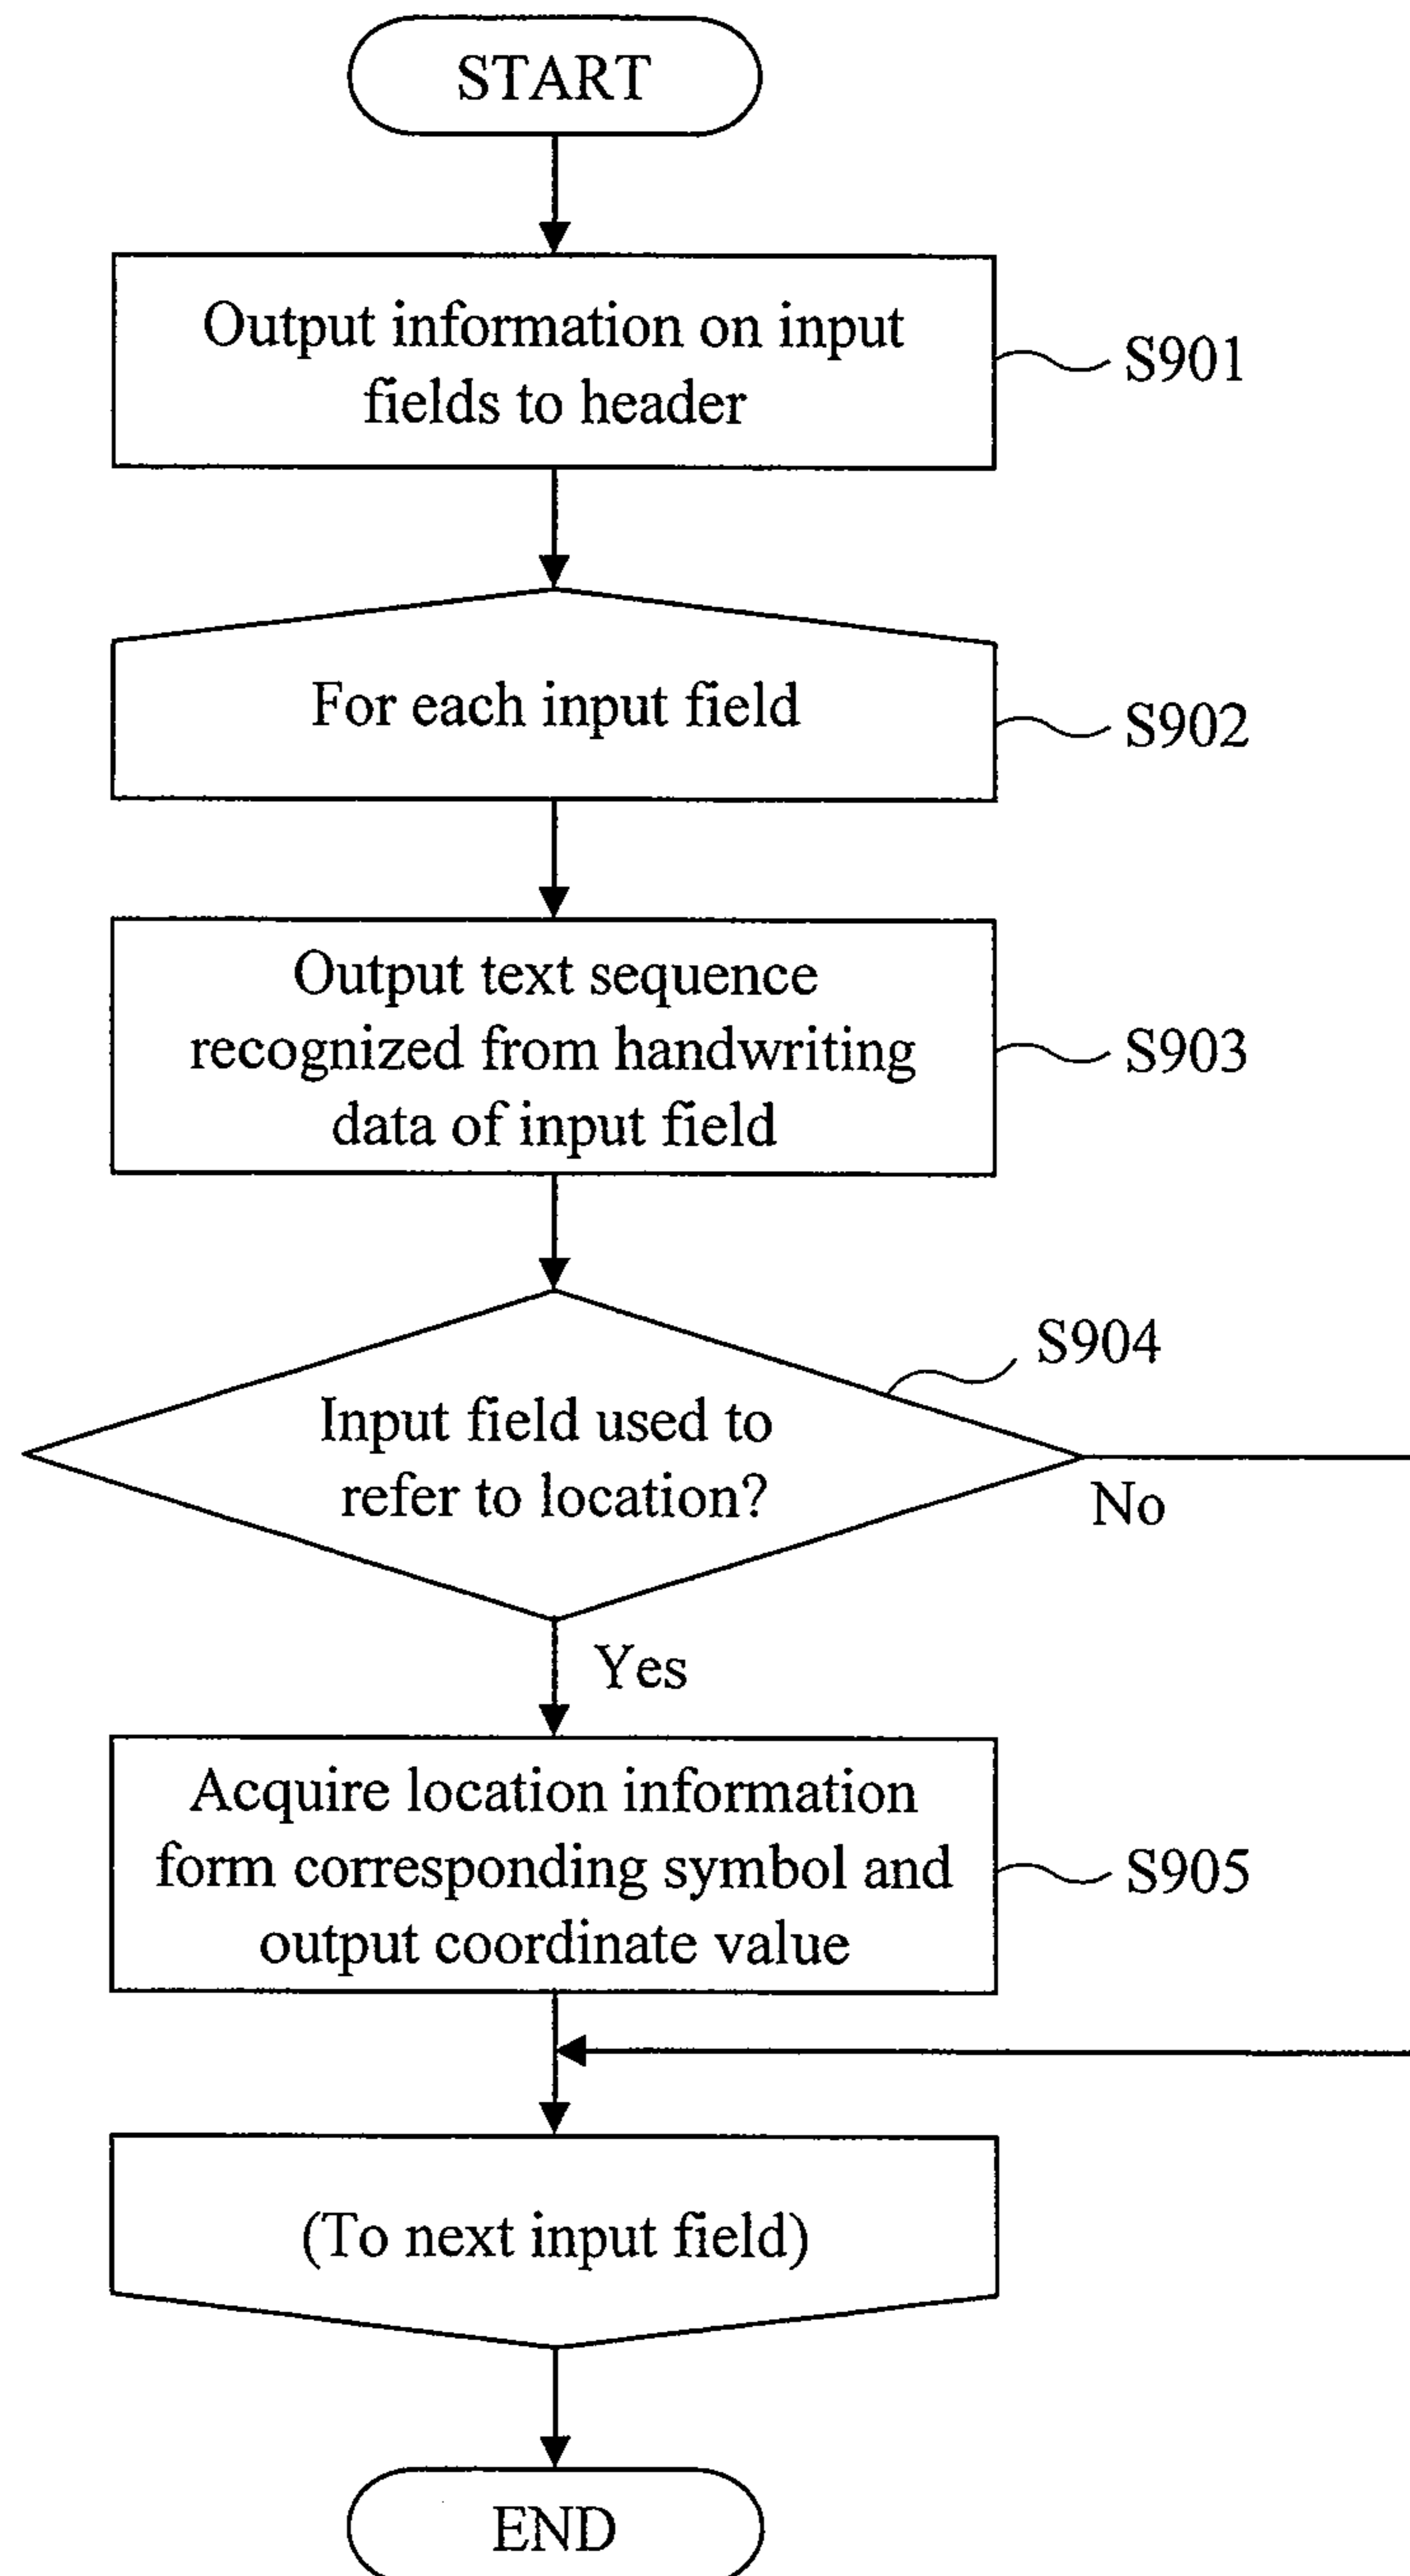 START
Output information on input
fields to header
S901
For each input field
S902
Output text sequence
recognized from handwriting
data of input field
S903
S904
Input field used to
refer to location?
No
Yes
Acquire location information
form corresponding symbol and
output coordinate value
S905
(To next input field)
END